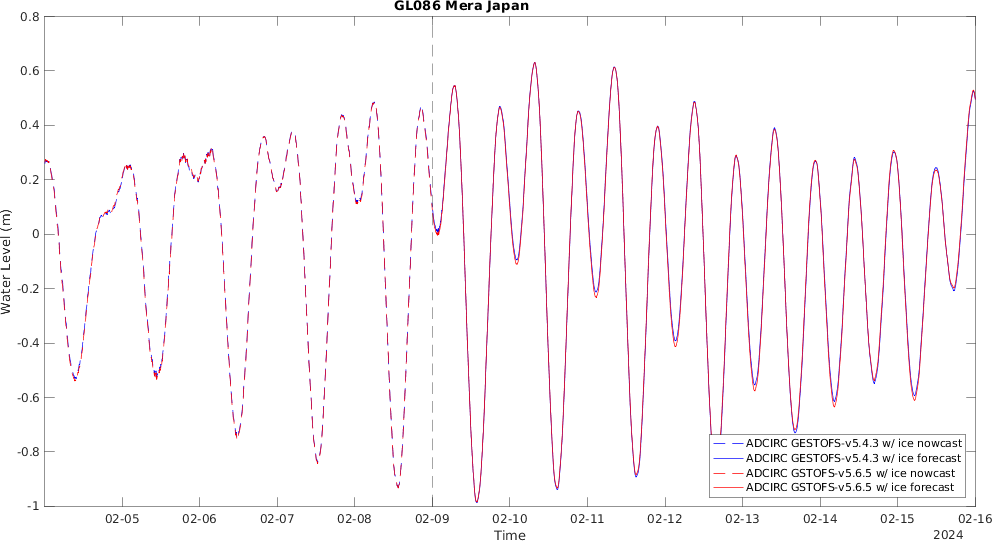 GL086 Mera Japan
Water Level (m)
0.8
0.6
0.4
0.2
0
-0.2
-0.4
-0.6
-0.8
-1
ADCIRC GESTOFS-v5.4.3 w/ ice nowcast
ADCIRC GESTOFS-v5.4.3 w/ ice forecast
ADCIRC GSTOFS-v5.6.5 w/ ice nowcast
ADCIRC GSTOFS-v5.6.5 w/ ice forecast
02-05 02-06 02-07 02-08 02-09 02-10 02-11 02-12 02-13 02-14 02-15 02-16
Time
2024